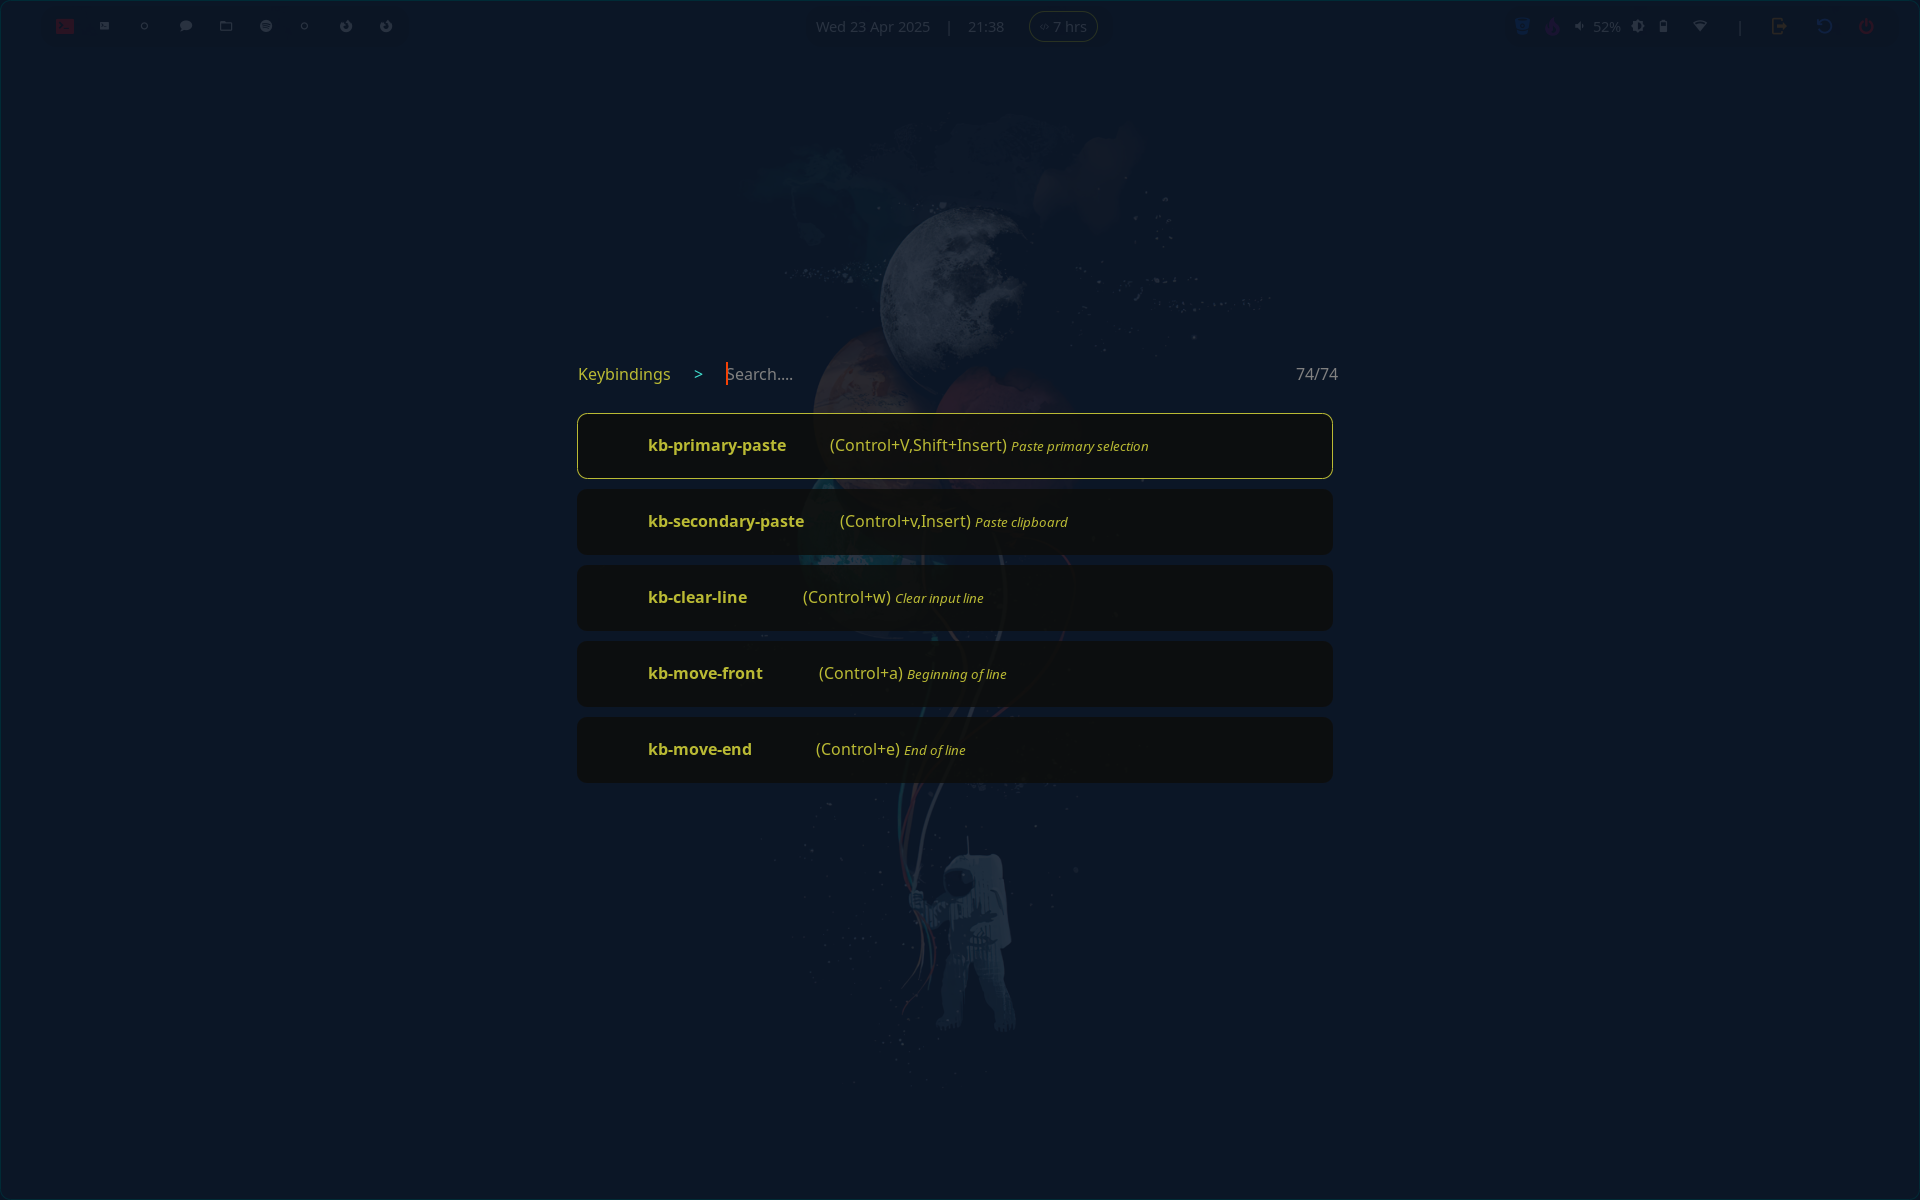 Wed 23 Apr 2025 | 21:38 7 hrs 52% |
Keybindings > Search.... 74/74
kb-primary-paste (Control+V,Shift+Insert) Paste primary selection
kb-secondary-paste (Control+v,Insert) Paste clipboard
kb-clear-line (Control+w) Clear input line
kb-move-front (Control+a) Beginning of line
kb-move-end (Control+e) End of line